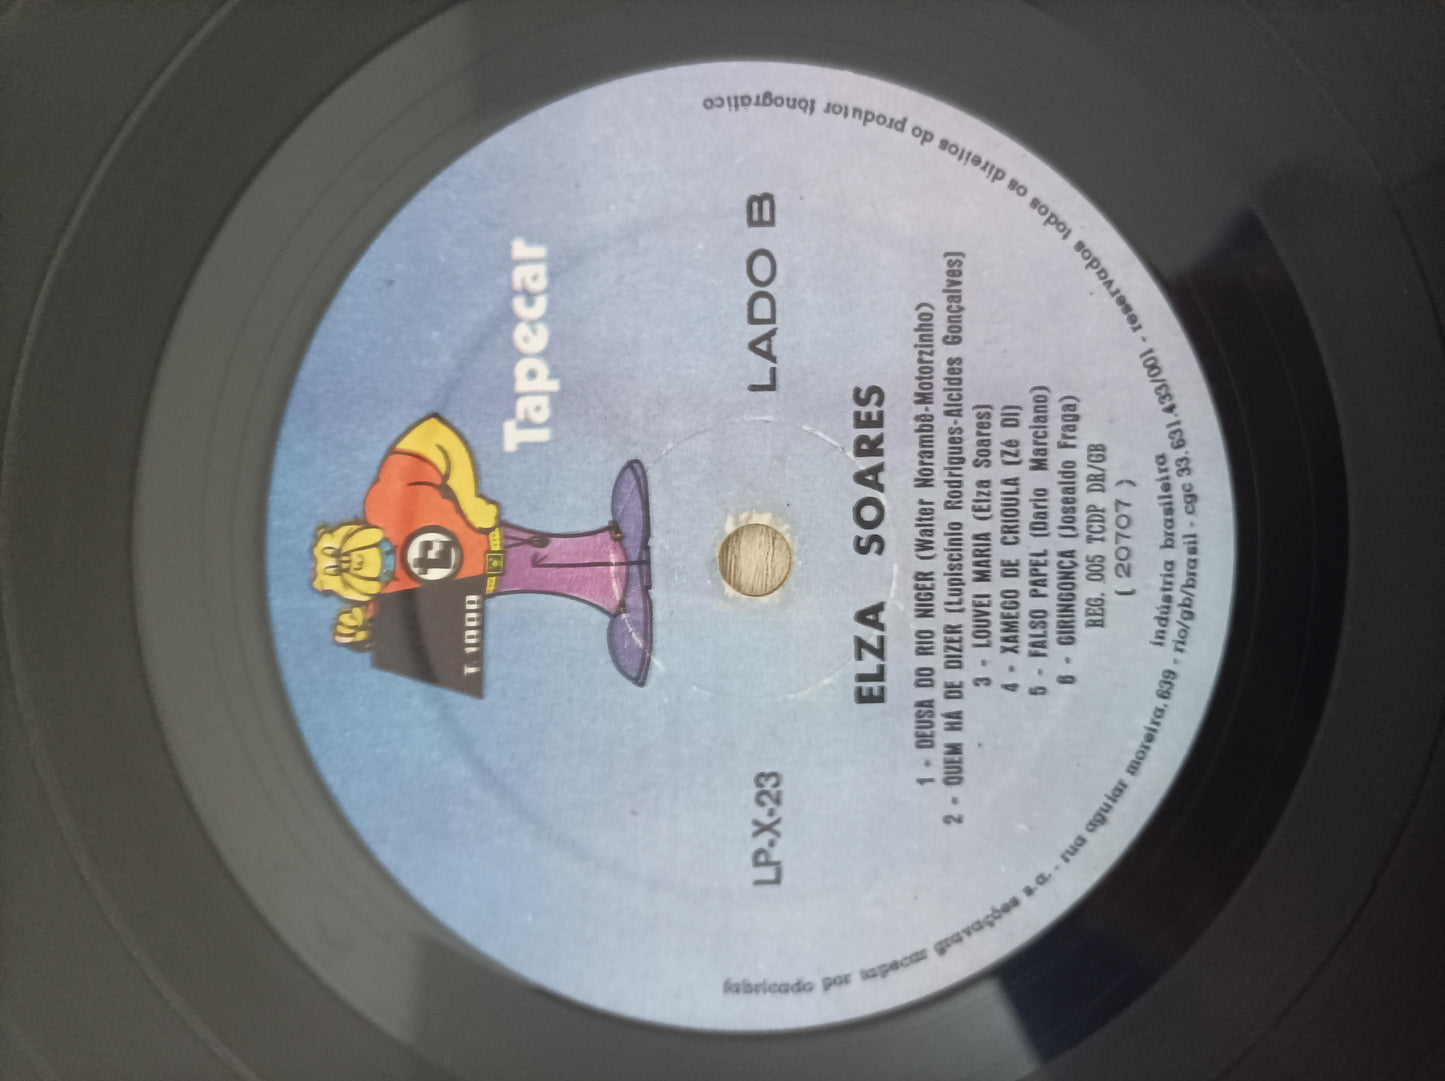 Tapecar
T.1000
LP-X-23
LADO B
ELZA SOARES
1 - DEUSA DO RIO NIGER (Walter Norambê-Motorzinho)
2 - QUEM HÁ DE DIZER (Lupiscinio Rodrigues-Alcides Gonçalves)
3 - LOUVEI MARIA (Elza Soares)
4 - XAMEGO DE CRIOULA (Zé Di)
5 - FALSO PAPEL (Dario Marciano)
6 - GIRINGONÇA (Josealdo Fraga)
REG. 005 TCDP DR/GB
( 20707 )
indústria brasileira
fabricado por tapecar gravações s.a. - rua aguiar moreira, 639 - rio/gb/brasil - cgc 33.631.433/001 - reservados todos os direitos do produtor fonográfico